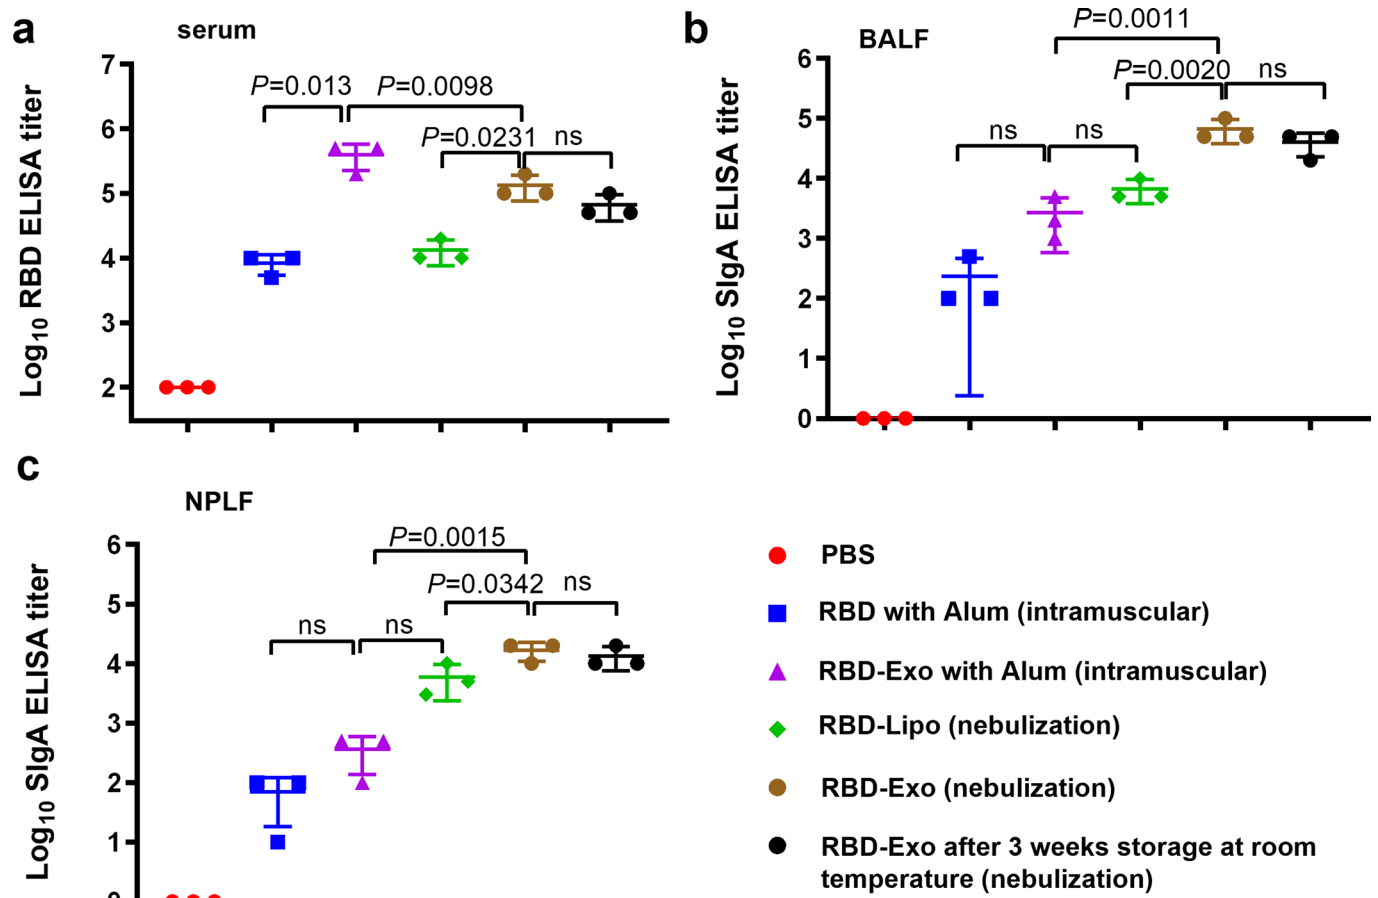 a
serum
Log10 RBD ELISA titer
7
6
5
4
3
2
P=0.013
P=0.0098
P=0.0231
ns
b
BALF
Log10 SIgA ELISA titer
6
5
4
3
2
1
0
P=0.0011
P=0.0020
ns
ns
ns
c
NPLF
Log10 SIgA ELISA titer
6
5
4
3
2
1
0
P=0.0015
P=0.0342
ns
ns
ns
PBS
RBD with Alum (intramuscular)
RBD-Exo with Alum (intramuscular)
RBD-Lipo (nebulization)
RBD-Exo (nebulization)
RBD-Exo after 3 weeks storage at room
temperature (nebulization)